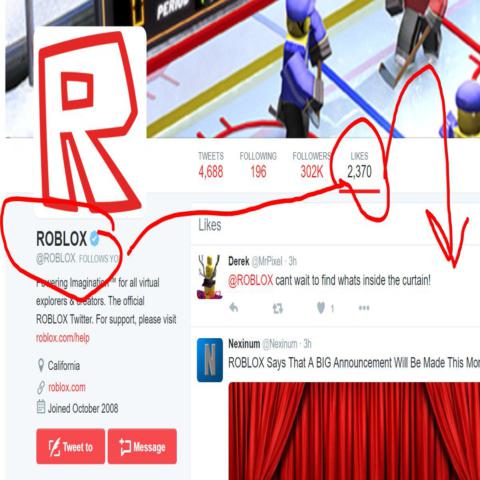 PERIOD
R
TWEETS FOLLOWING FOLLOWERS LIKES
4,688 196 302K 2,370
Likes
ROBLOX
@ROBLOX FOLLOWS YO
Powering Imagination™ for all virtual
explorers & creators. The official
ROBLOX Twitter. For support, please visit
roblox.com/help
California
roblox.com
Joined October 2008
Tweet to Message
Derek @MrPixel · 3h
@ROBLOX cant wait to find whats inside the curtain!
1
N
Nexinum @Nexinum · 3h
ROBLOX Says That A BIG Announcement Will Be Made This Mor